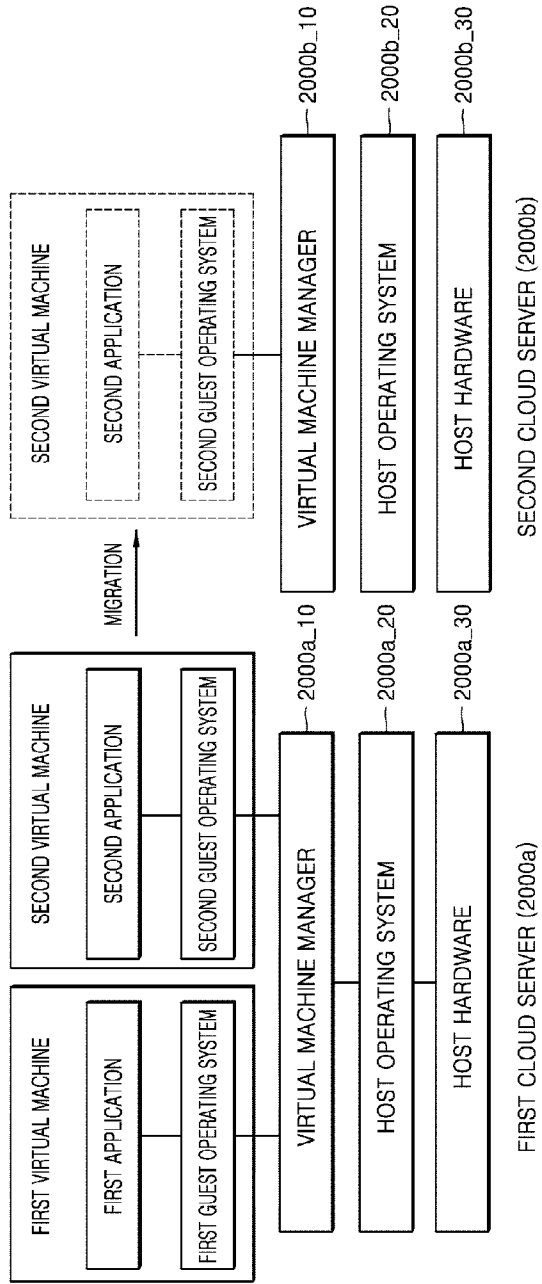 FIRST VIRTUAL MACHINE
FIRST APPLICATION
FIRST GUEST OPERATING SYSTEM
SECOND VIRTUAL MACHINE
SECOND APPLICATION
SECOND GUEST OPERATING SYSTEM
MIGRATION
SECOND VIRTUAL MACHINE
SECOND APPLICATION
SECOND GUEST OPERATING SYSTEM
VIRTUAL MACHINE MANAGER
2000a_10
HOST OPERATING SYSTEM
2000a_20
HOST HARDWARE
2000a_30
FIRST CLOUD SERVER (2000a)
VIRTUAL MACHINE MANAGER
2000b_10
HOST OPERATING SYSTEM
2000b_20
HOST HARDWARE
2000b_30
SECOND CLOUD SERVER (2000b)